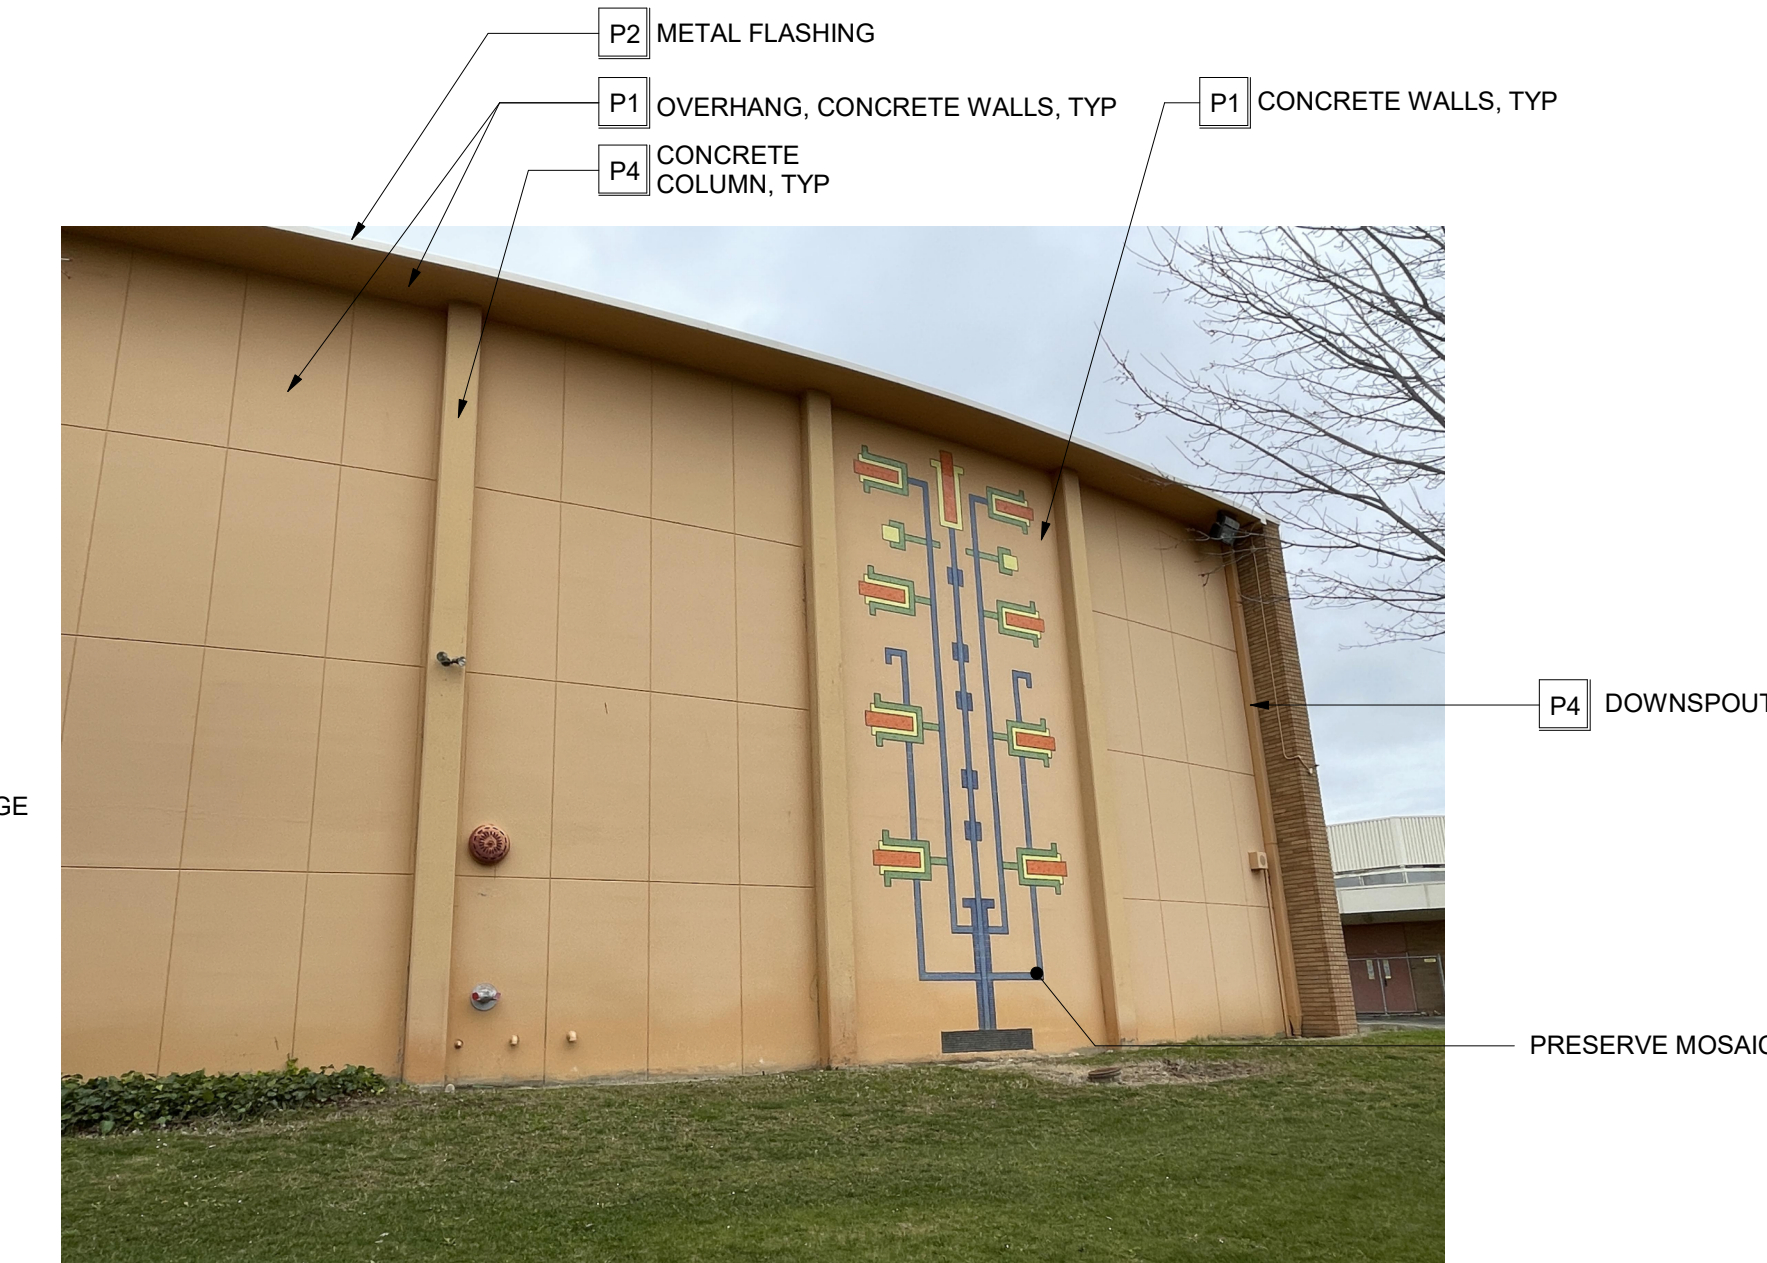 P2 METAL FLASHING
P1 OVERHANG, CONCRETE WALLS, TYP
P1 CONCRETE WALLS, TYP
P4 CONCRETE
COLUMN, TYP
P4 DOWNSPOUT
GE
PRESERVE MOSAIC